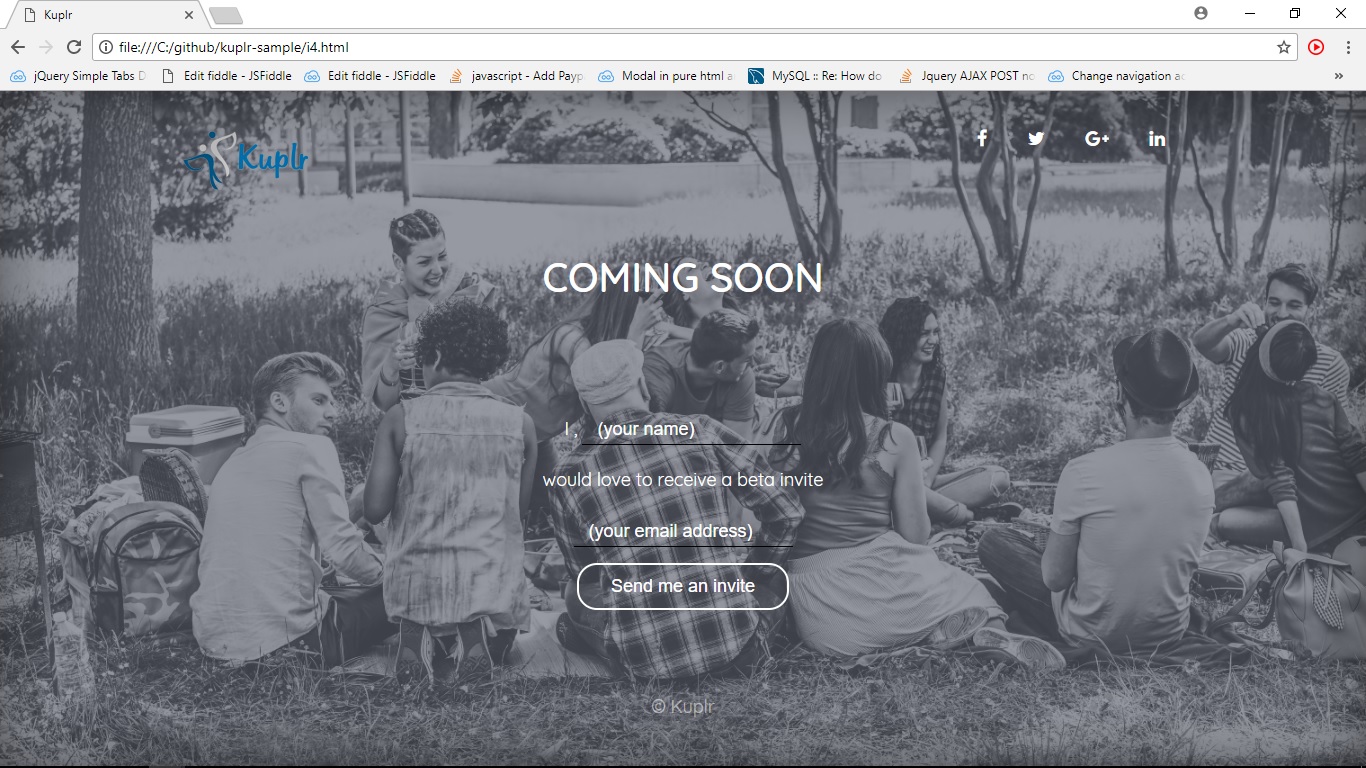 Kuplr
file:///C:/github/kuplr-sample/i4.html
jQuery Simple Tabs D
Edit fiddle - JSFiddle
Edit fiddle - JSFiddle
javascript - Add Payp
Modal in pure html a
MySQL :: Re: How do
Jquery AJAX POST no
Change navigation ac
»
Kuplr
COMING SOON
I , (your name)
would love to receive a beta invite
(your email address)
Send me an invite
© Kuplr